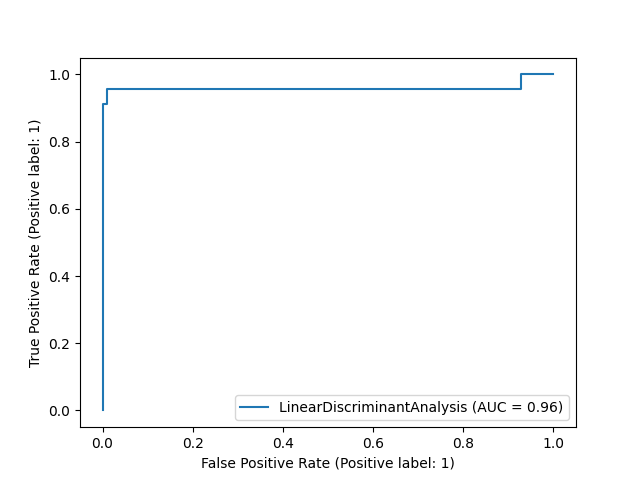 1.0
0.8
0.6
0.4
0.2
0.0
True Positive Rate (Positive label: 1)
LinearDiscriminantAnalysis (AUC = 0.96)
0.0 0.2 0.4 0.6 0.8 1.0
False Positive Rate (Positive label: 1)